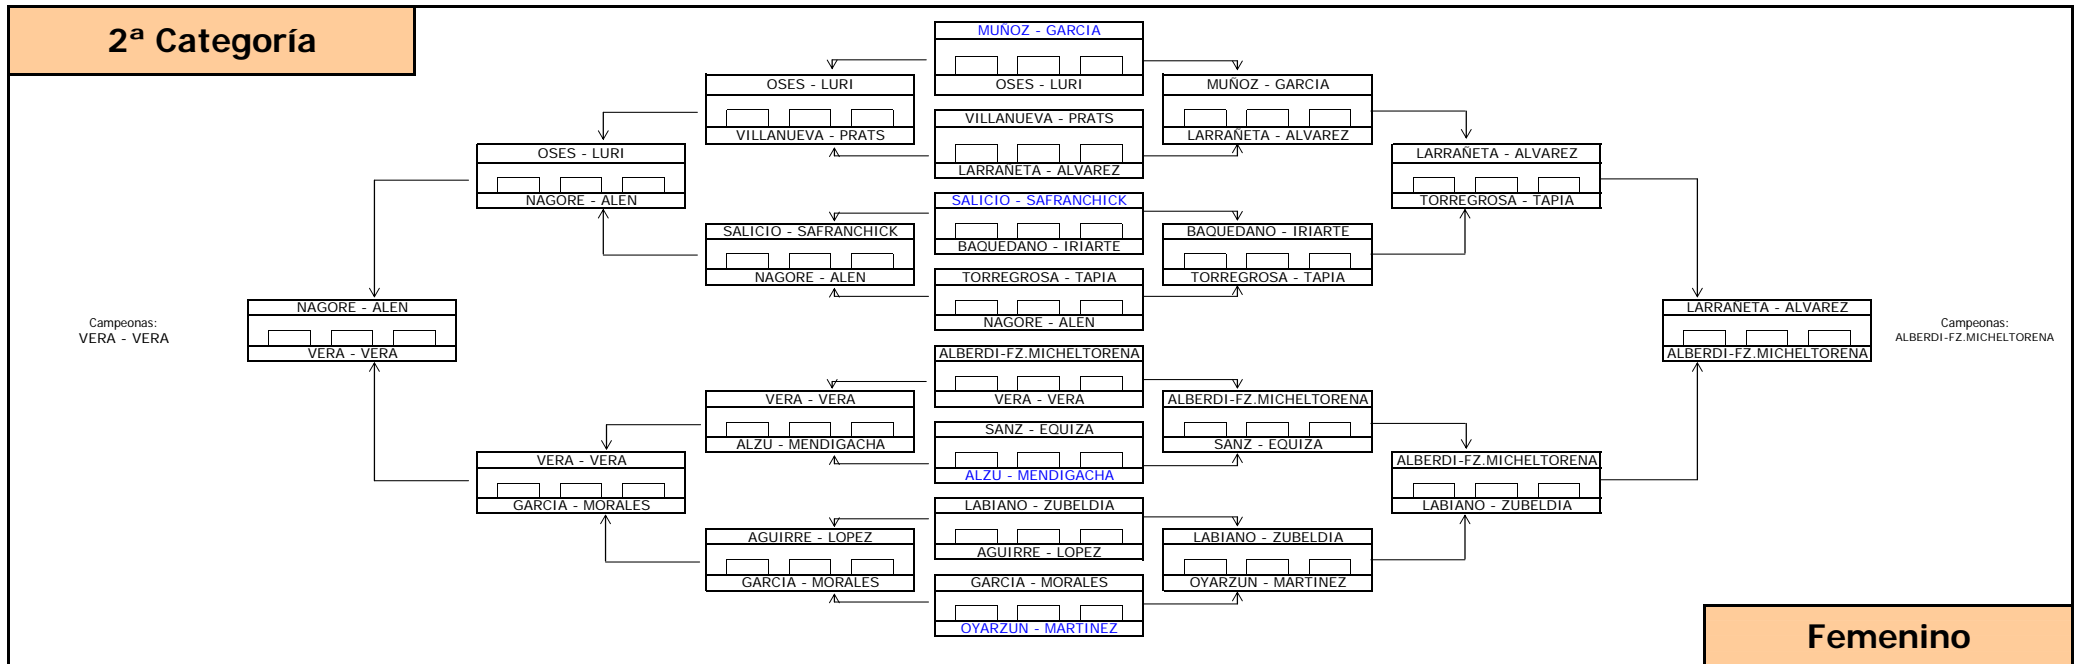 2ª Categoría
MUÑOZ - GARCIA
OSES - LURI
VILLANUEVA - PRATS
LARRAÑETA - ALVAREZ
SALICIO - SAFRANCHICK
BAQUEDANO - IRIARTE
TORREGROSA - TAPIA
NAGORE - ALEN
ALBERDI-FZ.MICHELTORENA
VERA - VERA
SANZ - EQUIZA
ALZU - MENDIGACHA
LABIANO - ZUBELDIA
AGUIRRE - LOPEZ
GARCIA - MORALES
OYARZUN - MARTINEZ
OSES - LURI
VILLANUEVA - PRATS
SALICIO - SAFRANCHICK
NAGORE - ALEN
VERA - VERA
ALZU - MENDIGACHA
AGUIRRE - LOPEZ
GARCIA - MORALES
OSES - LURI
NAGORE - ALEN
VERA - VERA
GARCIA - MORALES
NAGORE - ALEN
VERA - VERA
Campeonas:
VERA - VERA
MUÑOZ - GARCIA
LARRAÑETA - ALVAREZ
BAQUEDANO - IRIARTE
TORREGROSA - TAPIA
ALBERDI-FZ.MICHELTORENA
SANZ - EQUIZA
LABIANO - ZUBELDIA
OYARZUN - MARTINEZ
LARRAÑETA - ALVAREZ
TORREGROSA - TAPIA
ALBERDI-FZ.MICHELTORENA
LABIANO - ZUBELDIA
LARRAÑETA - ALVAREZ
ALBERDI-FZ.MICHELTORENA
Campeonas:
ALBERDI-FZ.MICHELTORENA
Femenino